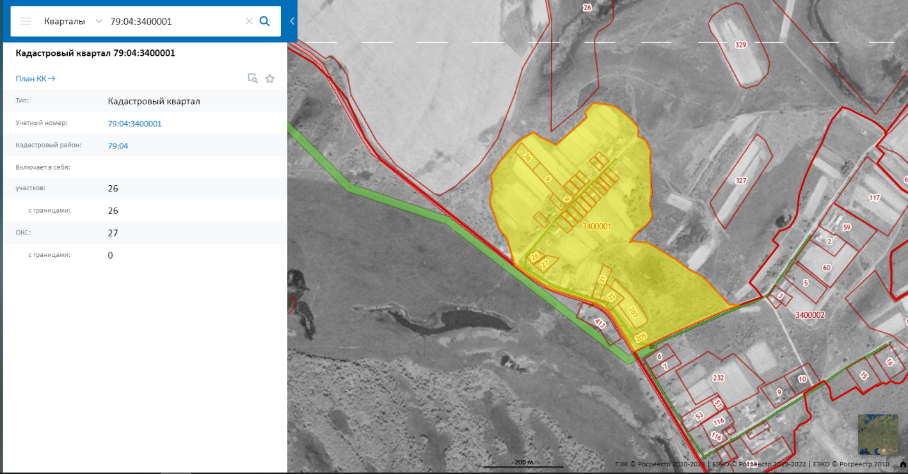 Кварталы 79:04:3400001
Кадастровый квартал 79:04:3400001
План КК →
Тип: Кадастровый квартал
Учетный номер: 79:04:3400001
Кадастровый район: 79:04
Включает в себя:
участков: 26
с границами: 26
ОКС: 27
с границами: 0
26
329
327
117
59
2
60
5
3400001
3400002
413
6
7
232
9
10
53
116
200 м
ПКК © Росреестр 2010-2022 | ЕЭКО © Росреестр 2019-2022 | ЕЭКО © Росреестр 2010